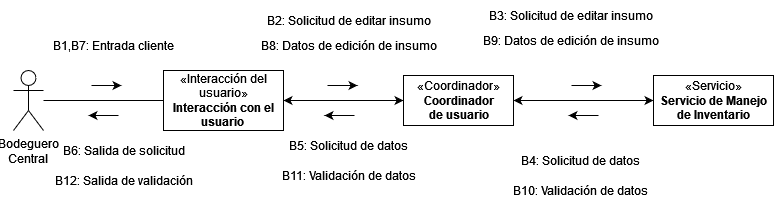 B2: Solicitud de editar insumo
B3: Solicitud de editar insumo
B1,B7: Entrada cliente
B8: Datos de edición de insumo
B9: Datos de edición de insumo
«Interacción del
usuario»
Interacción con el
usuario
«Coordinador»
Coordinador
de usuario
«Servicio»
Servicio de Manejo
de Inventario
Bodeguero
Central
B6: Salida de solicitud
B5: Solicitud de datos
B4: Solicitud de datos
B12: Salida de validación
B11: Validación de datos
B10: Validación de datos